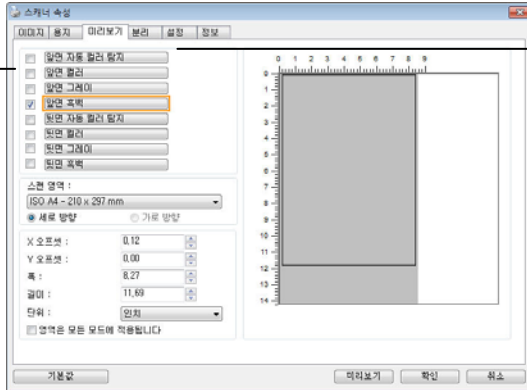 스캐너 속성
이미지 용지 미리보기 분리 설정 정보
앞면 자동 컬러 탐지
앞면 컬러
앞면 그레이
앞면 흑백
뒷면 자동 컬러 탐지
뒷면 컬러
뒷면 그레이
뒷면 흑백
스캔 영역 :
ISO A4 - 210 x 297 mm
세로 방향 가로 방향
X 오프셋 : 0,12
Y 오프셋 : 0,00
폭 : 8,27
길이 : 11,69
단위 : 인치
영역은 모든 모드에 적용됩니다
0 1 2 3 4 5 6 7 8 9
0
1
2
3
4
5
6
7
8
9
10
11
12
13
14
기본값 미리보기 확인 취소